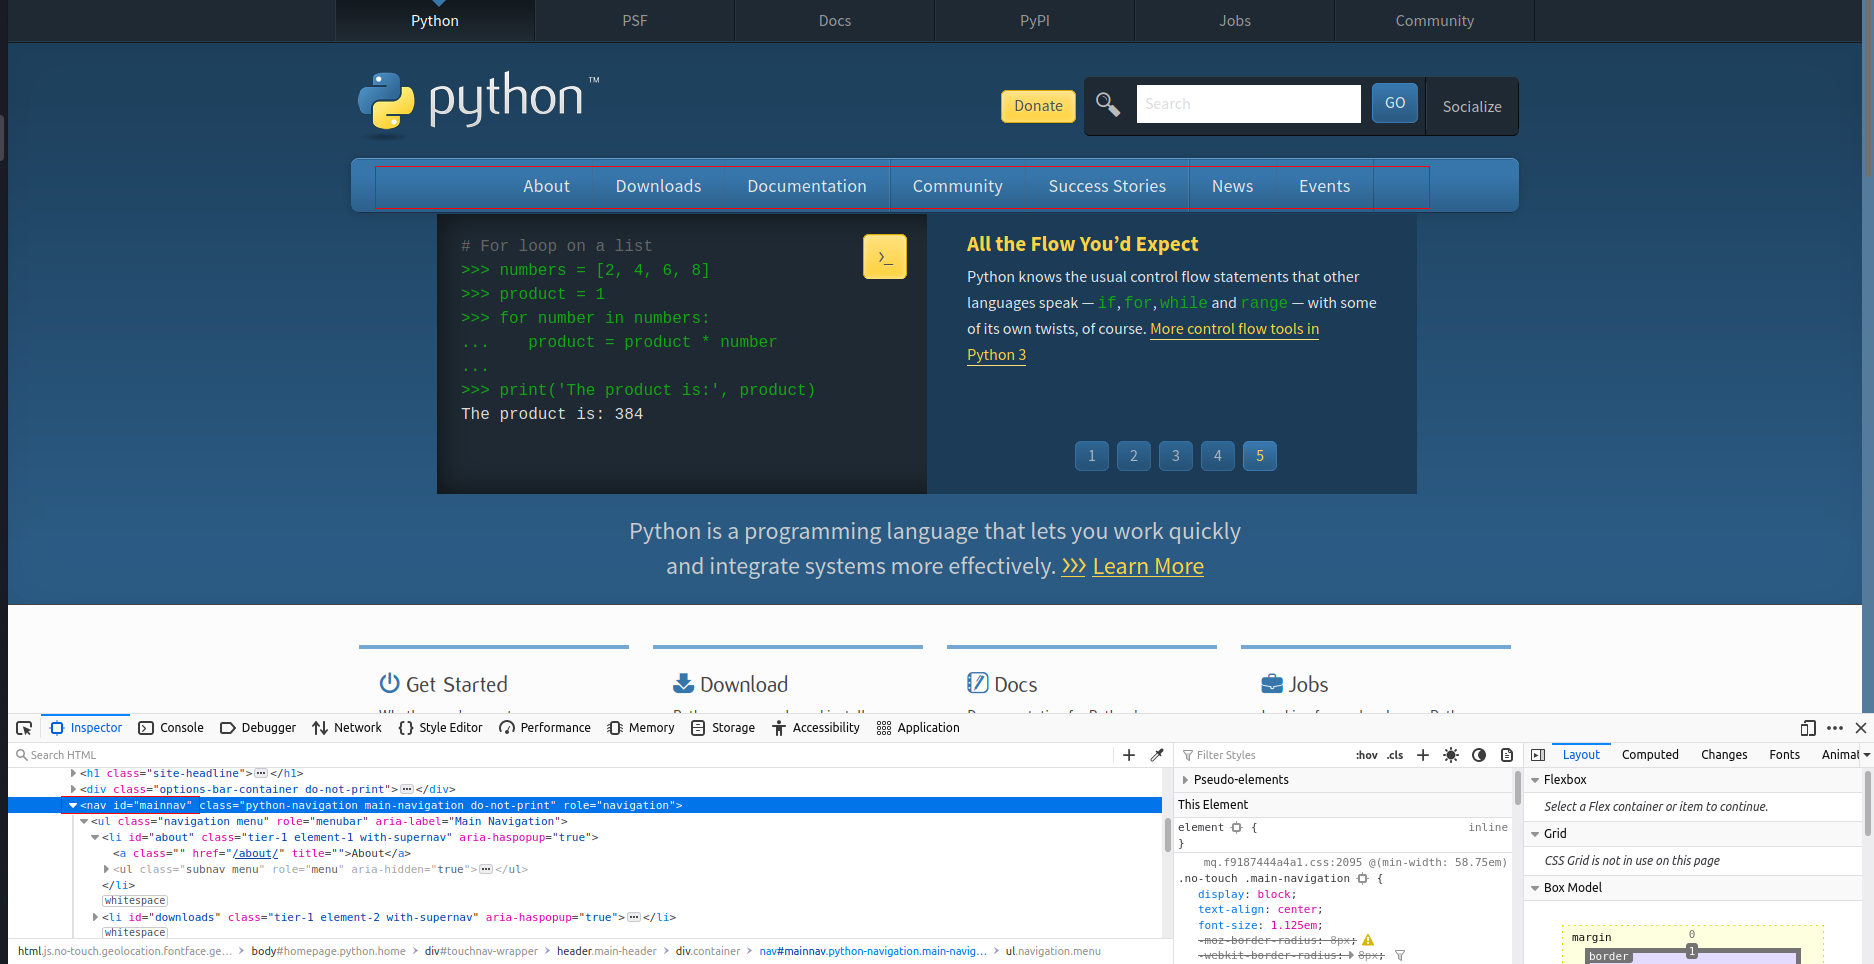 Python PSF Docs PyPI Jobs Community
python™
Donate Search GO Socialize
About Downloads Documentation Community Success Stories News Events
# For loop on a list
>>> numbers = [2, 4, 6, 8]
>>> product = 1
>>> for number in numbers:
...    product = product * number
...
>>> print('The product is:', product)
The product is: 384
>_
All the Flow You’d Expect
Python knows the usual control flow statements that other
languages speak — if, for, while and range — with some
of its own twists, of course. More control flow tools in
Python 3
1 2 3 4 5
Python is a programming language that lets you work quickly
and integrate systems more effectively. >>> Learn More
Get Started Download Docs Jobs
Inspector Console Debugger Network Style Editor Performance Memory Storage Accessibility Application
Search HTML
<h1 class="site-headline">···</h1>
<div class="options-bar-container do-not-print">···</div>
<nav id="mainnav" class="python-navigation main-navigation do-not-print" role="navigation">
<ul class="navigation menu" role="menubar" aria-label="Main Navigation">
<li id="about" class="tier-1 element-1 with-supernav" aria-haspopup="true">
<a class="" href="/about/" title="">About</a>
<ul class="subnav menu" role="menu" aria-hidden="true">···</ul>
</li>
whitespace
<li id="downloads" class="tier-1 element-2 with-supernav" aria-haspopup="true">···</li>
whitespace
html.js.no-touch.geolocation.fontface.ge… > body#homepage.python.home > div#touchnav-wrapper > header.main-header > div.container > nav#mainnav.python-navigation.main-navig… > ul.navigation.menu
Filter Styles :hov .cls
Pseudo-elements
This Element
element { inline
}
mq.f9187444a4a1.css:2095 @(min-width: 58.75em)
.no-touch .main-navigation {
display: block;
text-align: center;
font-size: 1.125em;
-moz-border-radius: 8px;
-webkit-border-radius: 8px;
Layout Computed Changes Fonts Animat
Flexbox
Select a Flex container or item to continue.
Grid
CSS Grid is not in use on this page
Box Model
margin 0
border 1